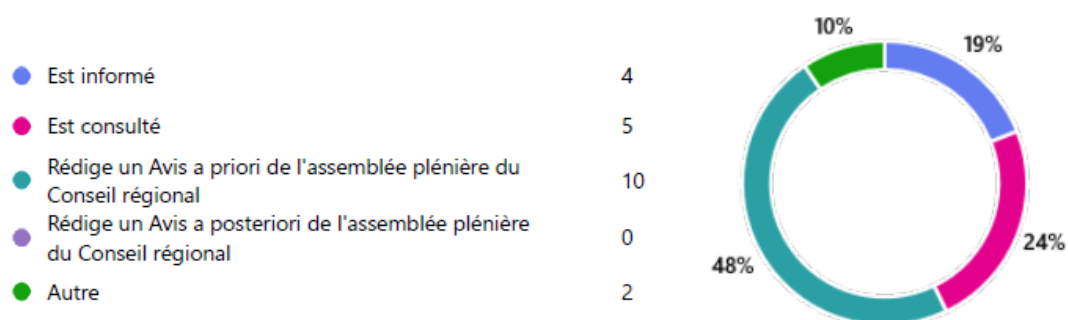 Est informé 4
Est consulté 5
Rédige un Avis a priori de l'assemblée plénière du
Conseil régional 10
Rédige un Avis a posteriori de l'assemblée plénière
du Conseil régional 0
Autre 2
10%
19%
24%
48%